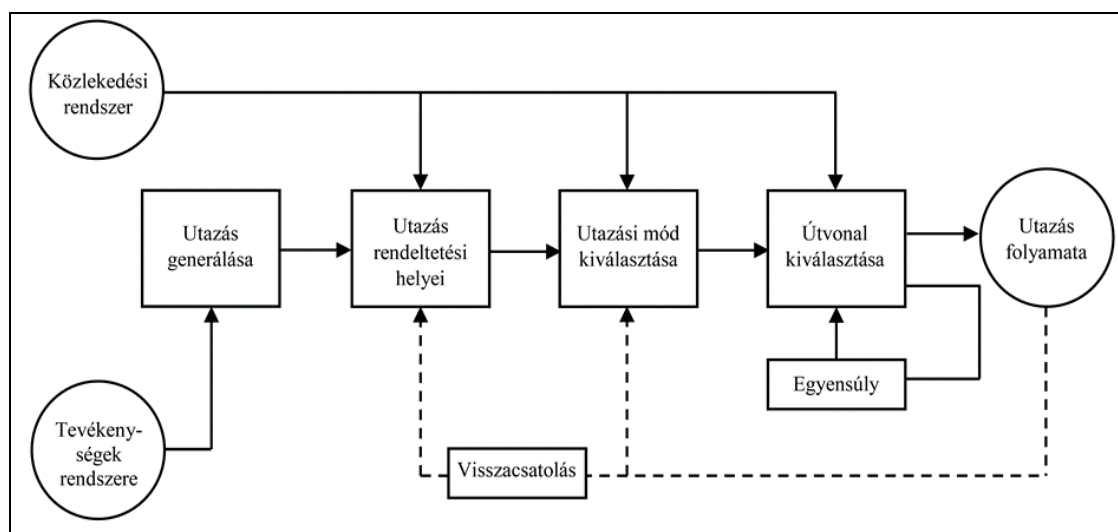 Közlekedési
rendszer
Utazás
generálása
Utazás
rendeltetési
helyei
Utazási mód
kiválasztása
Útvonal
kiválasztása
Utazás
folyamata
Egyensúly
Tevékeny-
ségek
rendszere
Visszacsatolás